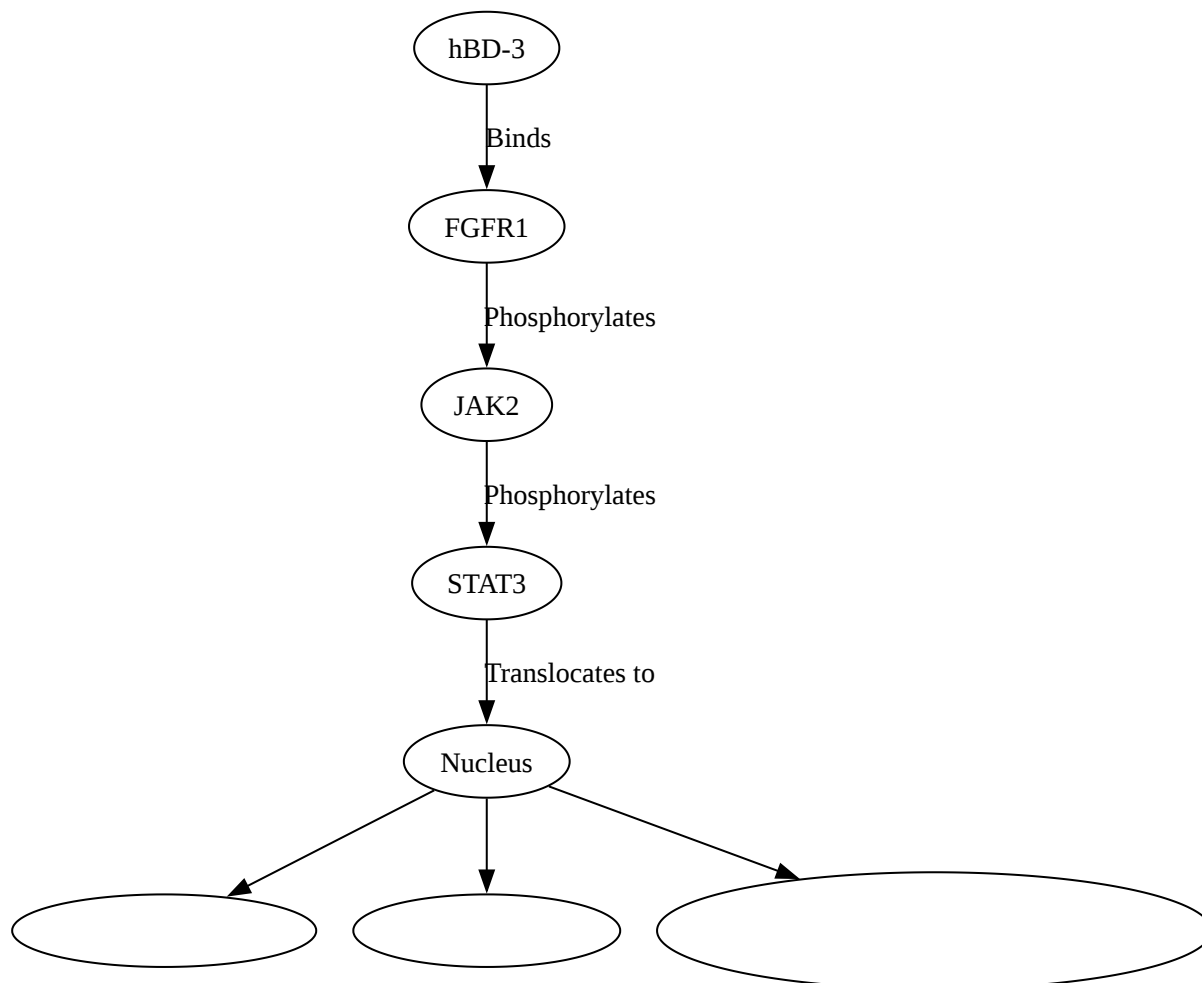 hBD-3
Binds
FGFR1
Phosphorylates
JAK2
Phosphorylates
STAT3
Translocates to
Nucleus